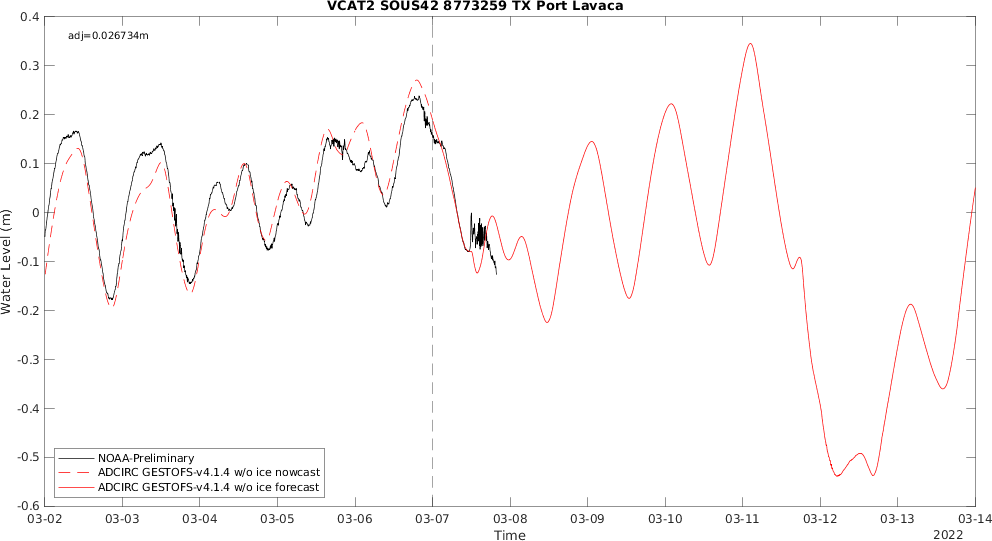 VCAT2 SOUS42 8773259 TX Port Lavaca
adj=0.026734m
0.4
0.3
0.2
0.1
0
-0.1
-0.2
-0.3
-0.4
-0.5
-0.6
Water Level (m)
NOAA-Preliminary
ADCIRC GESTOFS-v4.1.4 w/o ice nowcast
ADCIRC GESTOFS-v4.1.4 w/o ice forecast
03-02 03-03 03-04 03-05 03-06 03-07 03-08 03-09 03-10 03-11 03-12 03-13 03-14
Time
2022